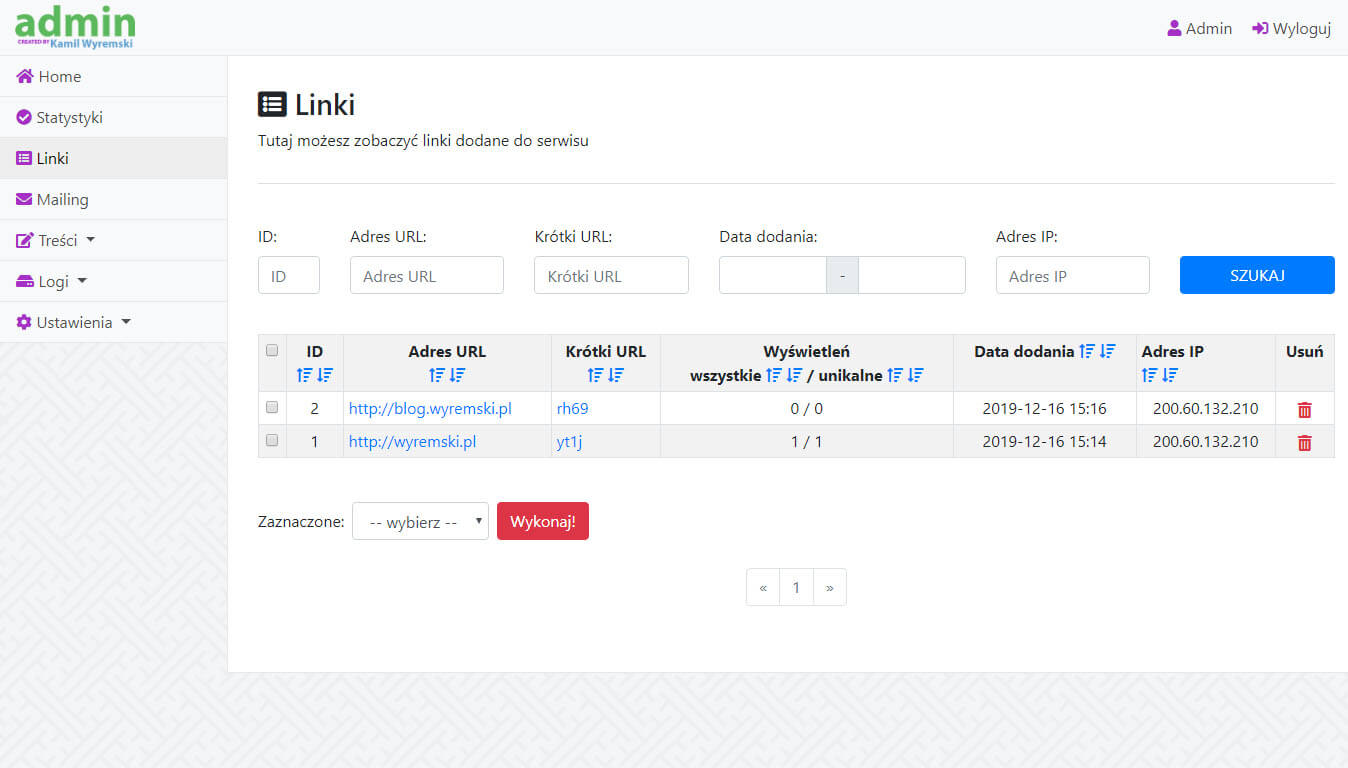 admin
CREATED BY Kamil Wyremski
Admin Wyloguj
Home
Statystyki
Linki
Mailing
Treści
Logi
Ustawienia
Linki
Tutaj możesz zobaczyć linki dodane do serwisu
ID: Adres URL: Krótki URL: Data dodania: Adres IP:
ID Adres URL Krótki URL - Adres IP SZUKAJ
ID Adres URL Krótki URL Wyświetleń Data dodania Adres IP Usuń
wszystkie / unikalne
2 http://blog.wyremski.pl rh69 0 / 0 2019-12-16 15:16 200.60.132.210
1 http://wyremski.pl yt1j 1 / 1 2019-12-16 15:14 200.60.132.210
Zaznaczone: -- wybierz -- Wykonaj!
« 1 »